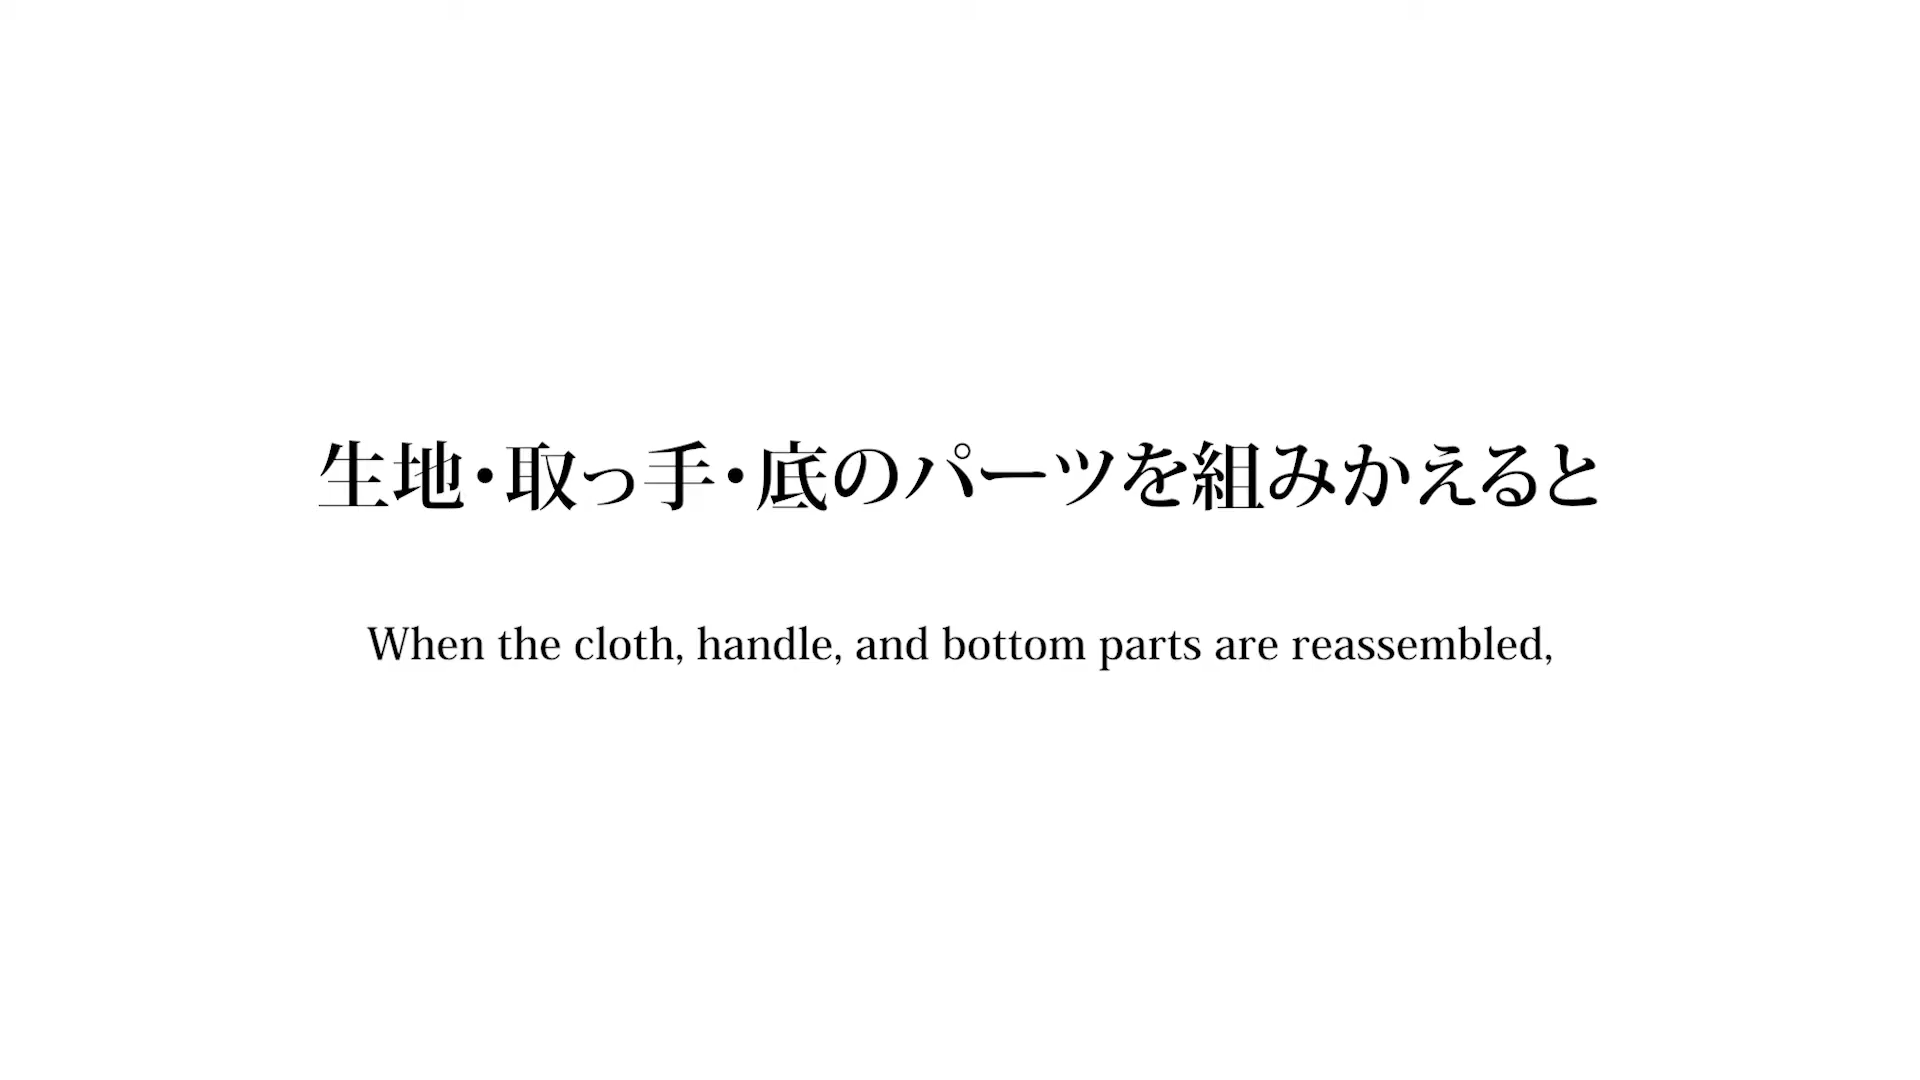 生地・取っ手・底のパーツを組みかえると
When the cloth, handle, and bottom parts are reassembled,